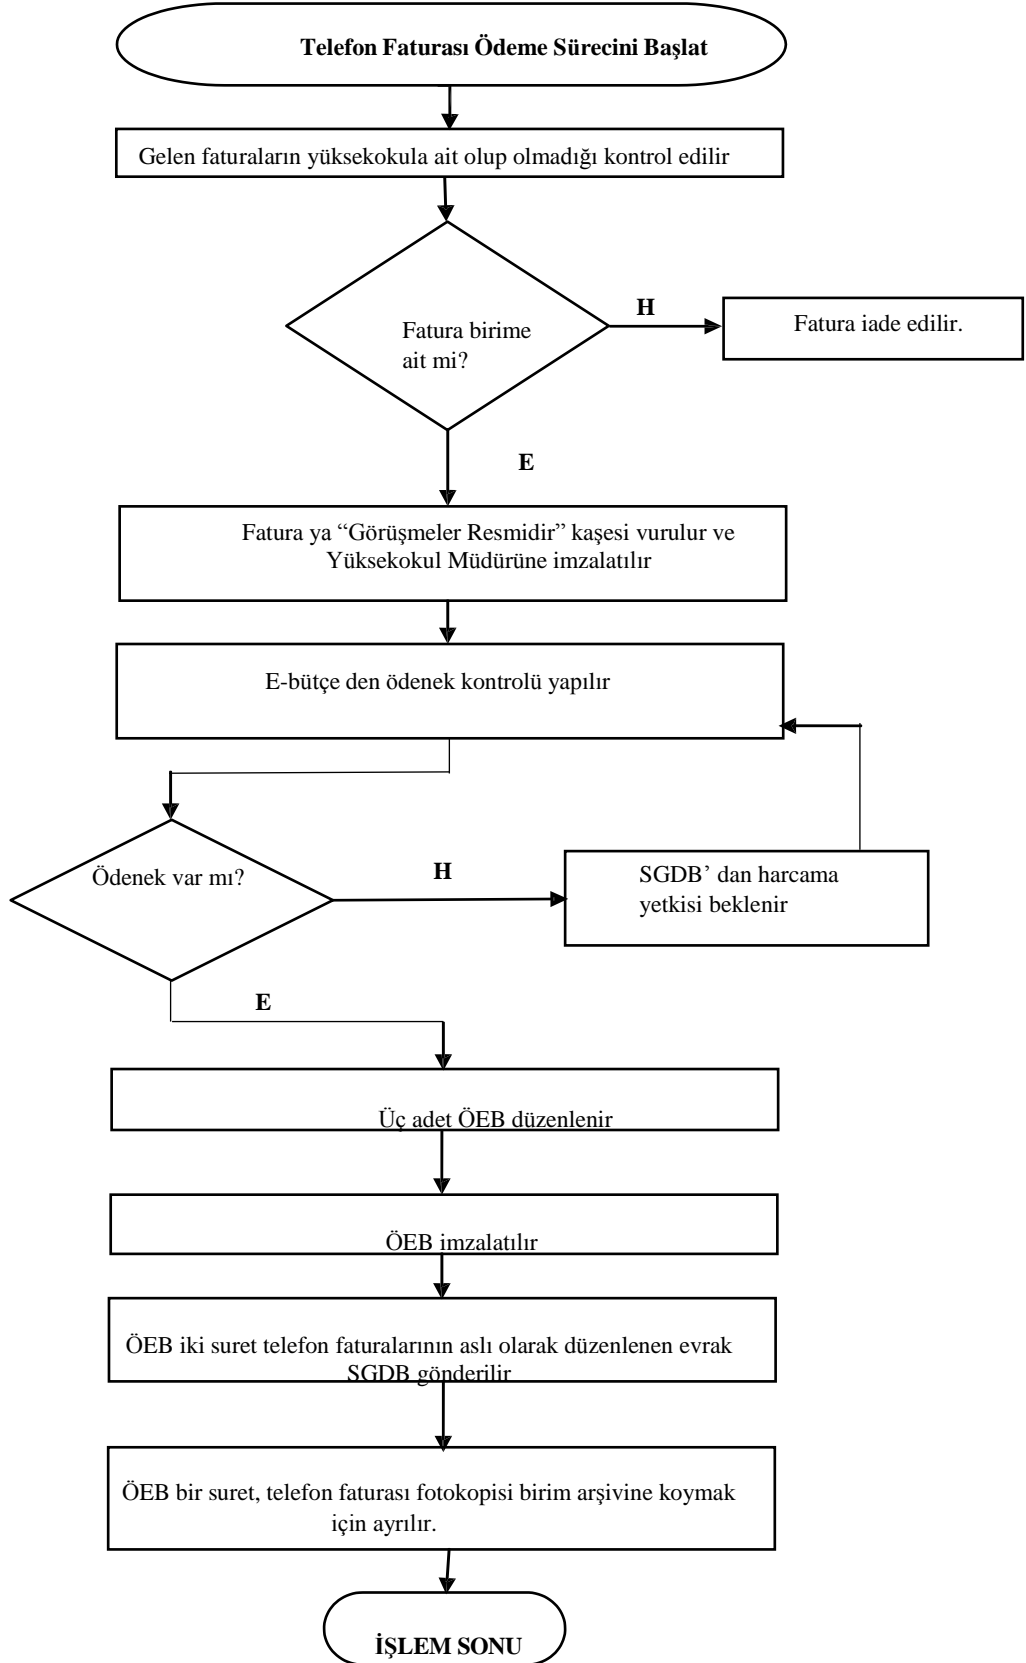 Telefon Faturası Ödeme Sürecini Başlat
Gelen faturaların yüksekokula ait olup olmadığı kontrol edilir
H
Fatura birime
ait mi?
Fatura iade edilir.
E
Fatura ya “Görüşmeler Resmidir” kaşesi vurulur ve
Yüksekokul Müdürüne imzalatılır
E-bütçe den ödenek kontrolü yapılır
Ödenek var mı?
H
SGDB’ dan harcama
yetkisi beklenir
E
Üç adet ÖEB düzenlenir
ÖEB imzalatılır
ÖEB iki suret telefon faturalarının aslı olarak düzenlenen evrak
SGDB gönderilir
ÖEB bir suret, telefon faturası fotokopisi birim arşivine koymak
için ayrılır.
İŞLEM SONU